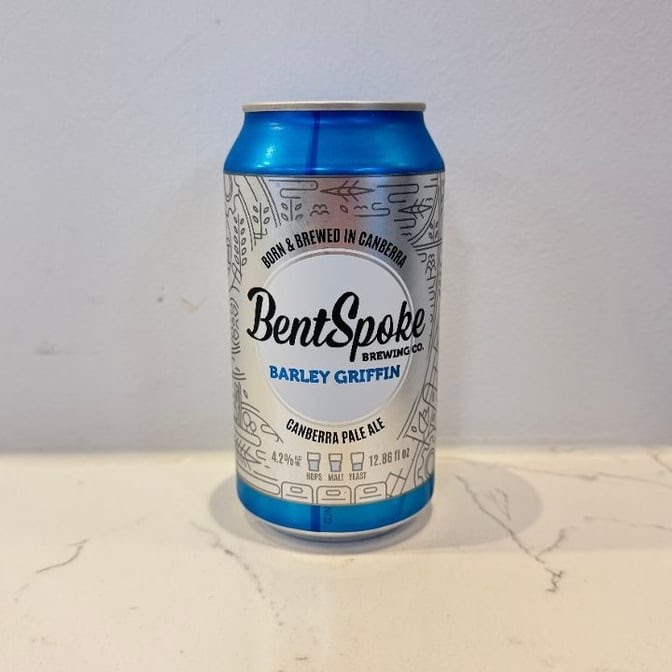 BORN & BREWED IN CANBERRA
BentSpoke
BREWING CO.
BARLEY GRIFFIN
CANBERRA PALE ALE
4.2% ALC 12.86 fl oz
HOPS MALT YEAST